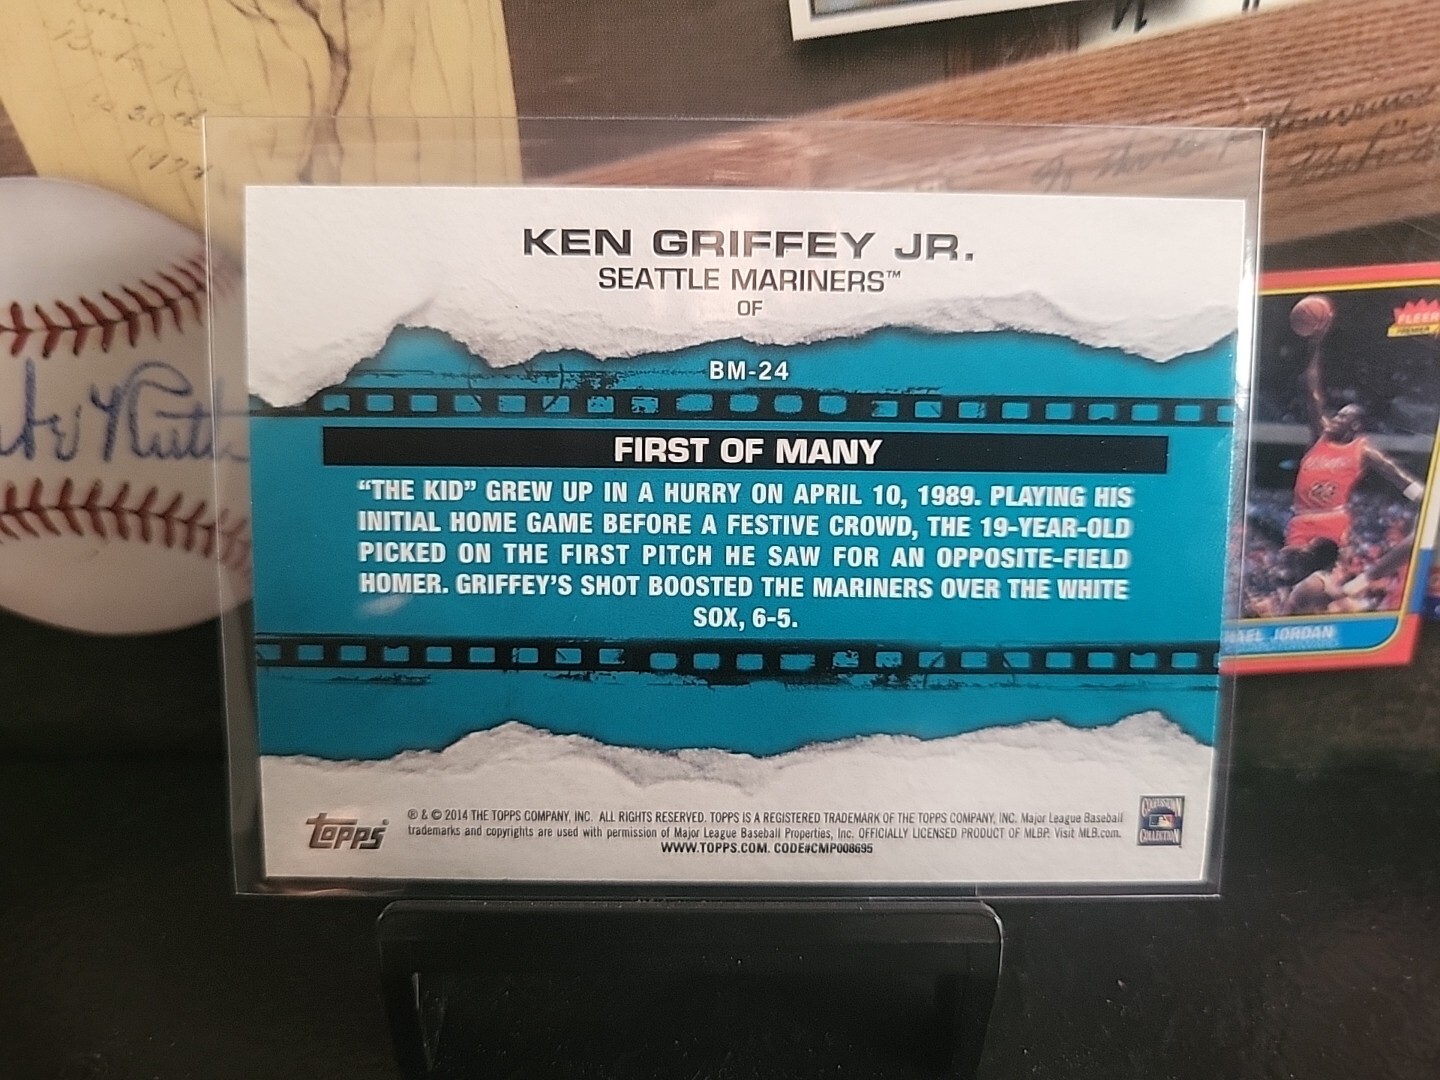 KEN GRIFFEY JR.
SEATTLE MARINERS™
OF
BM-24
FIRST OF MANY
“THE KID” GREW UP IN A HURRY ON APRIL 10, 1989. PLAYING HIS
INITIAL HOME GAME BEFORE A FESTIVE CROWD, THE 19-YEAR-OLD
PICKED ON THE FIRST PITCH HE SAW FOR AN OPPOSITE-FIELD
HOMER. GRIFFEY’S SHOT BOOSTED THE MARINERS OVER THE WHITE
SOX, 6-5.
topps®
® & © 2014 THE TOPPS COMPANY, INC. ALL RIGHTS RESERVED. TOPPS IS A REGISTERED TRADEMARK OF THE TOPPS COMPANY, INC. Major League Baseball
trademarks and copyrights are used with permission of Major League Baseball Properties, Inc. OFFICIALLY LICENSED PRODUCT OF MLBP. Visit MLB.com.
WWW.TOPPS.COM. CODE#CMP008695
COOPERSTOWN
COLLECTION
Ruth
FLEER
PREMIER
JORDAN